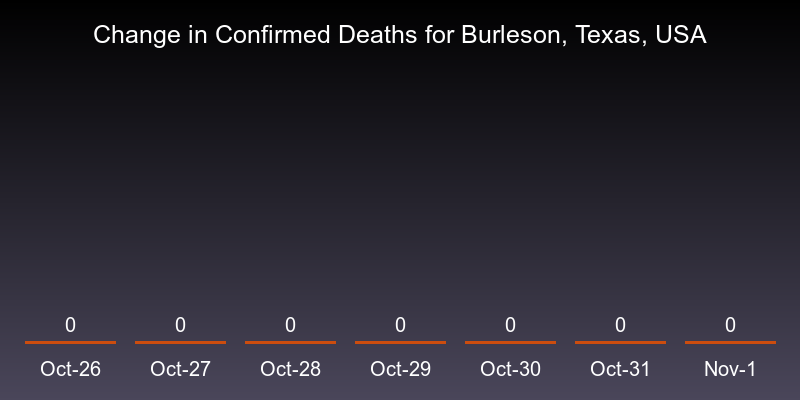 Change in Confirmed Deaths for Burleson, Texas, USA
0 0 0 0 0 0 0
Oct-26 Oct-27 Oct-28 Oct-29 Oct-30 Oct-31 Nov-1